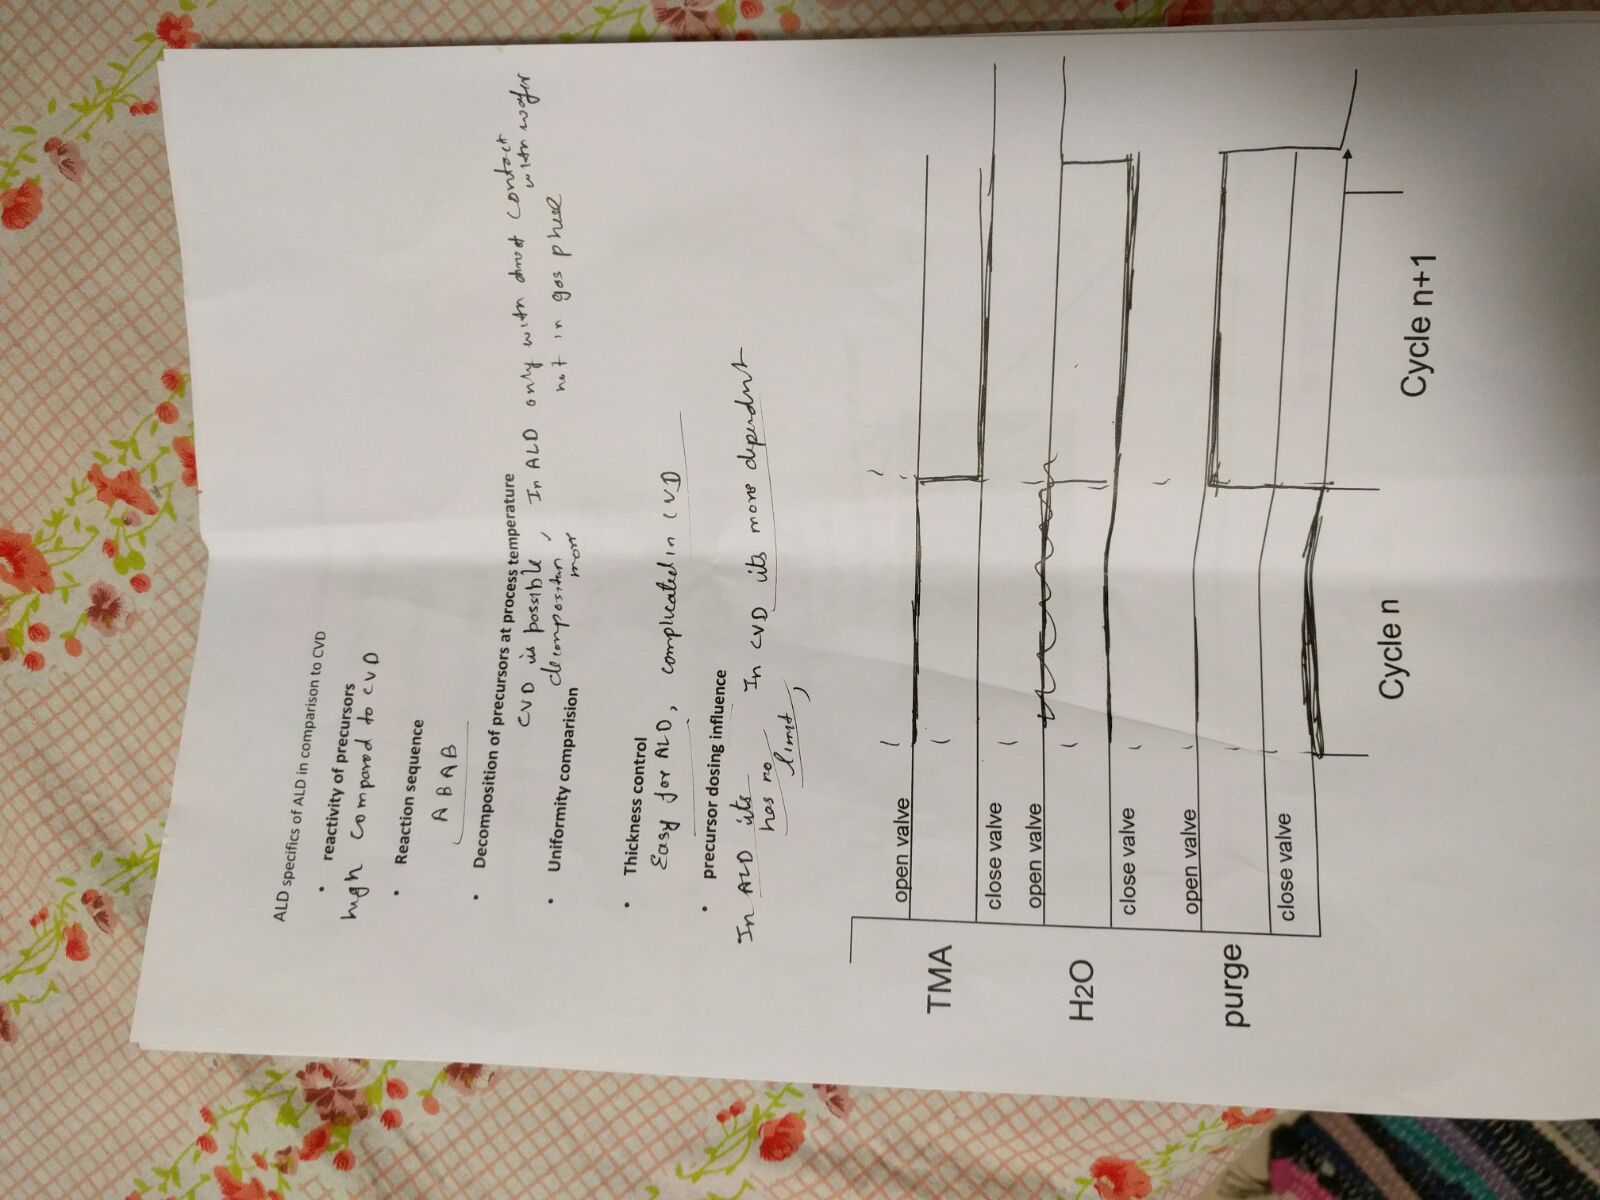 ALD specifics of ALD in comparison to CVD
• reactivity of precursors
high compared to CVD
• Reaction sequence
A B A B
• Decomposition of precursors at process temperature
CVD is possible decomposition more, In ALD only with contact with wafer
not in gas phase
• Uniformity comparision
• Thickness control
Easy for ALD, complicated in CVD
• precursor dosing influence
In ALD its has no limit, In CVD its more dependent
open valve
TMA
close valve
open valve
H2O
close valve
open valve
purge
close valve
Cycle n
Cycle n+1